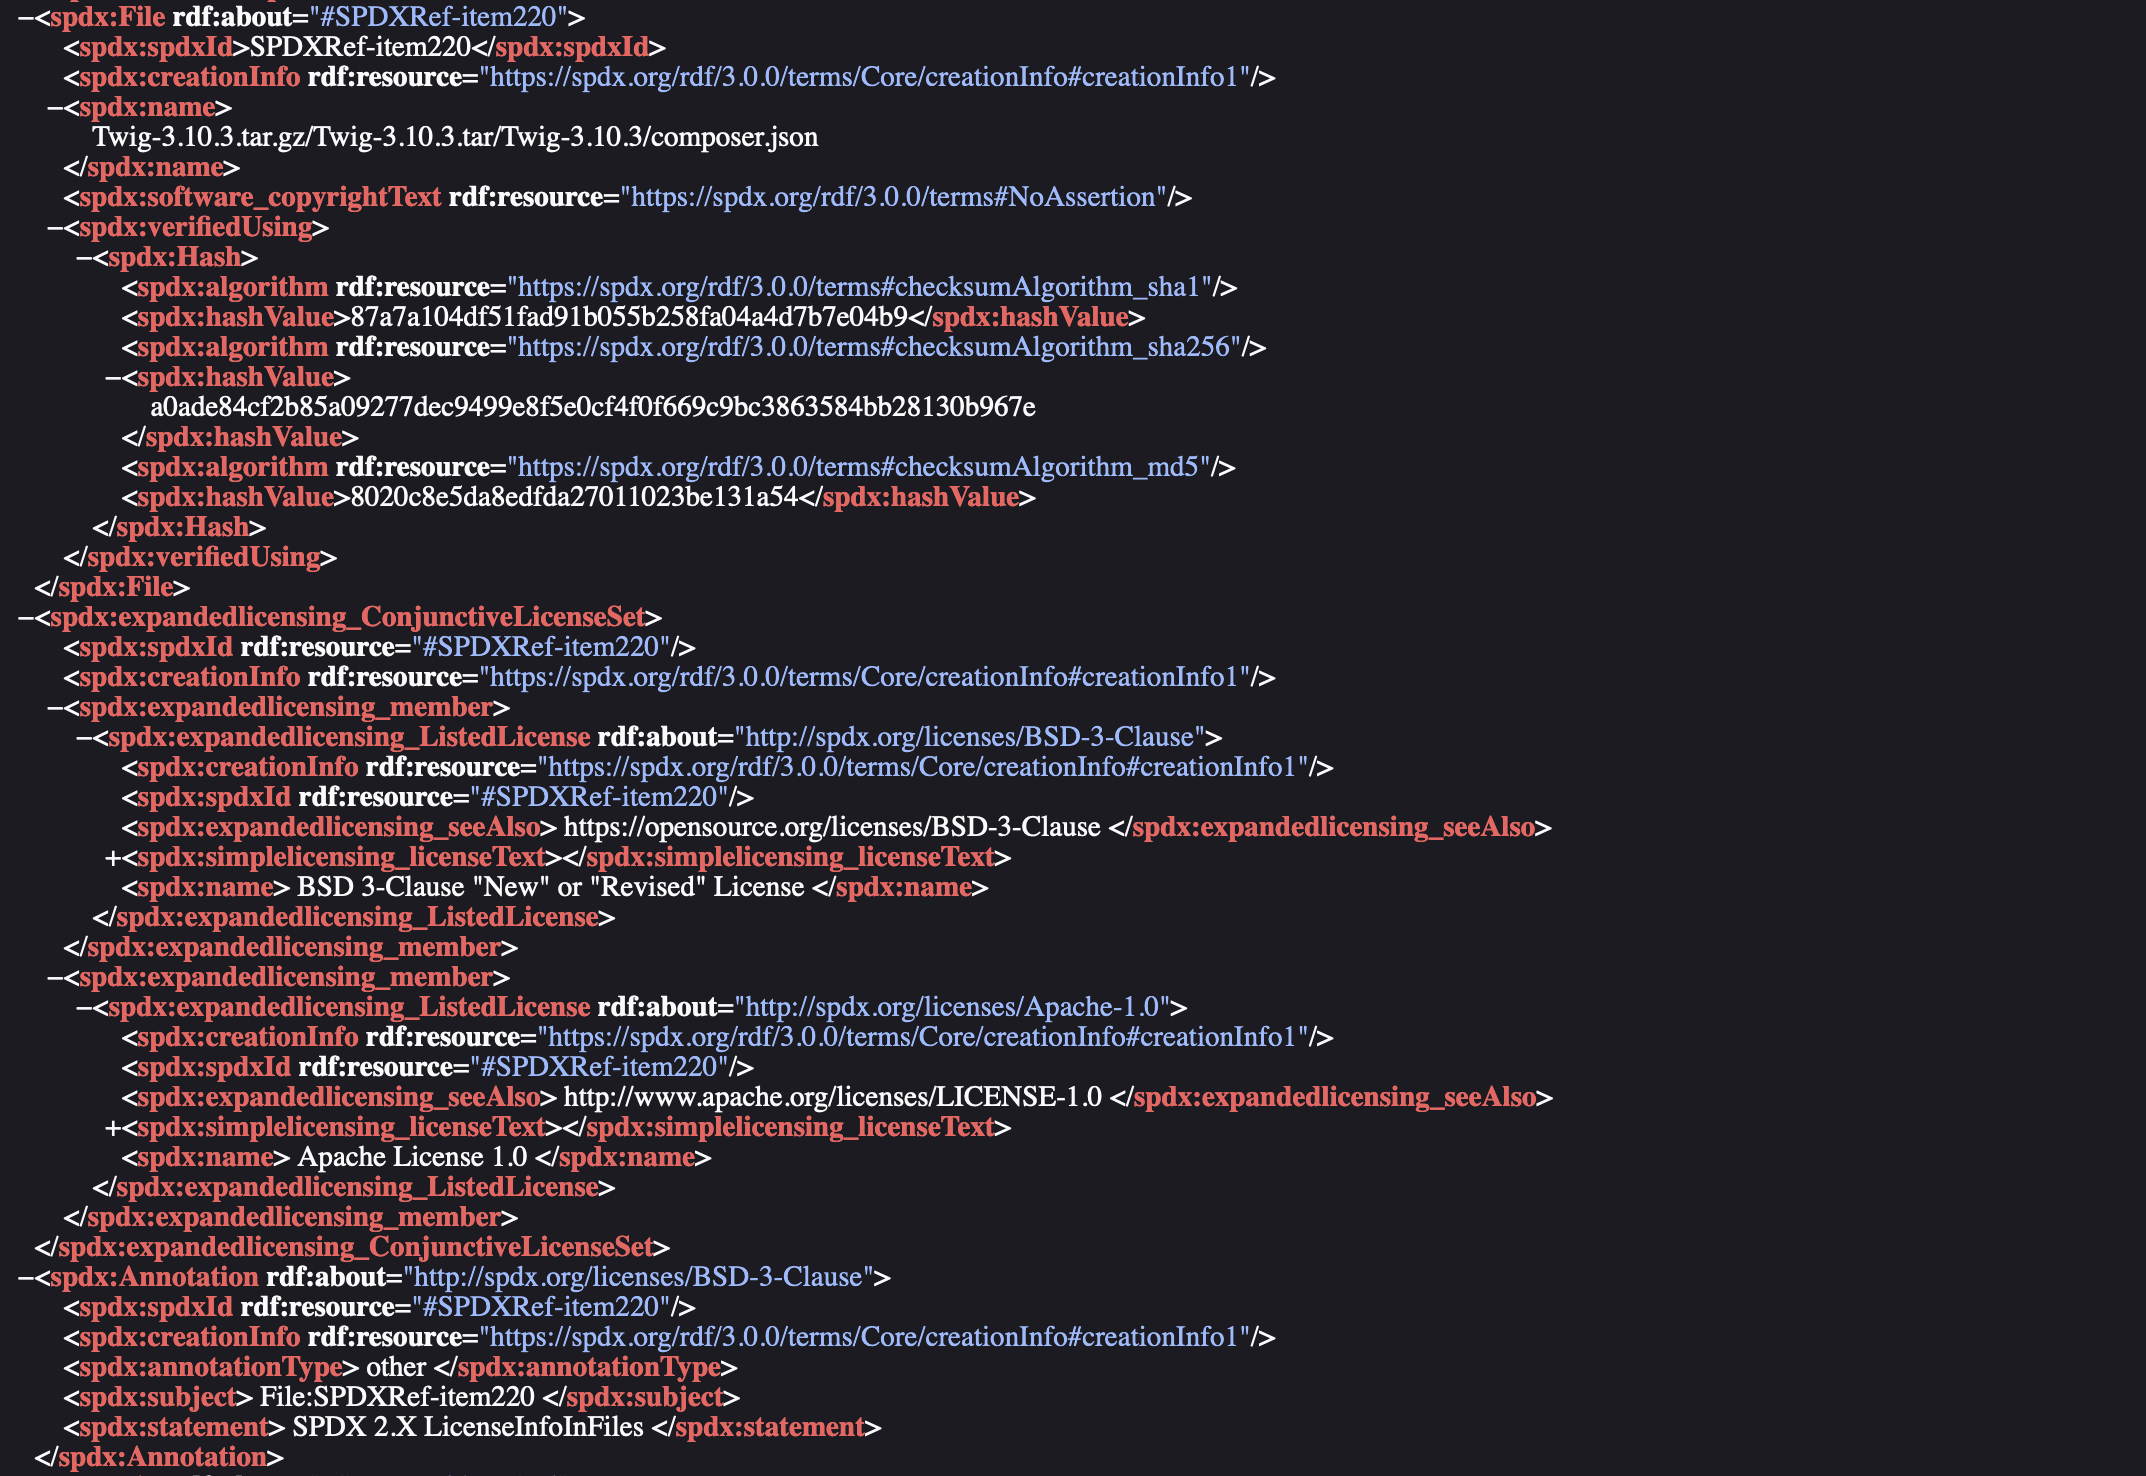 −<spdx:File rdf:about="#SPDXRef-item220">
<spdx:spdxId>SPDXRef-item220</spdx:spdxId>
<spdx:creationInfo rdf:resource="https://spdx.org/rdf/3.0.0/terms/Core/creationInfo#creationInfo1"/>
−<spdx:name>
Twig-3.10.3.tar.gz/Twig-3.10.3.tar/Twig-3.10.3/composer.json
</spdx:name>
<spdx:software_copyrightText rdf:resource="https://spdx.org/rdf/3.0.0/terms#NoAssertion"/>
−<spdx:verifiedUsing>
−<spdx:Hash>
<spdx:algorithm rdf:resource="https://spdx.org/rdf/3.0.0/terms#checksumAlgorithm_sha1"/>
<spdx:hashValue>87a7a104df51fad91b055b258fa04a4d7b7e04b9</spdx:hashValue>
<spdx:algorithm rdf:resource="https://spdx.org/rdf/3.0.0/terms#checksumAlgorithm_sha256"/>
−<spdx:hashValue>
a0ade84cf2b85a09277dec9499e8f5e0cf4f0f669c9bc3863584bb28130b967e
</spdx:hashValue>
<spdx:algorithm rdf:resource="https://spdx.org/rdf/3.0.0/terms#checksumAlgorithm_md5"/>
<spdx:hashValue>8020c8e5da8edfda27011023be131a54</spdx:hashValue>
</spdx:Hash>
</spdx:verifiedUsing>
</spdx:File>
−<spdx:expandedlicensing_ConjunctiveLicenseSet>
<spdx:spdxId rdf:resource="#SPDXRef-item220"/>
<spdx:creationInfo rdf:resource="https://spdx.org/rdf/3.0.0/terms/Core/creationInfo#creationInfo1"/>
−<spdx:expandedlicensing_member>
−<spdx:expandedlicensing_ListedLicense rdf:about="http://spdx.org/licenses/BSD-3-Clause">
<spdx:creationInfo rdf:resource="https://spdx.org/rdf/3.0.0/terms/Core/creationInfo#creationInfo1"/>
<spdx:spdxId rdf:resource="#SPDXRef-item220"/>
<spdx:expandedlicensing_seeAlso> https://opensource.org/licenses/BSD-3-Clause </spdx:expandedlicensing_seeAlso>
+<spdx:simplelicensing_licenseText></spdx:simplelicensing_licenseText>
<spdx:name> BSD 3-Clause "New" or "Revised" License </spdx:name>
</spdx:expandedlicensing_ListedLicense>
</spdx:expandedlicensing_member>
−<spdx:expandedlicensing_member>
−<spdx:expandedlicensing_ListedLicense rdf:about="http://spdx.org/licenses/Apache-1.0">
<spdx:creationInfo rdf:resource="https://spdx.org/rdf/3.0.0/terms/Core/creationInfo#creationInfo1"/>
<spdx:spdxId rdf:resource="#SPDXRef-item220"/>
<spdx:expandedlicensing_seeAlso> http://www.apache.org/licenses/LICENSE-1.0 </spdx:expandedlicensing_seeAlso>
+<spdx:simplelicensing_licenseText></spdx:simplelicensing_licenseText>
<spdx:name> Apache License 1.0 </spdx:name>
</spdx:expandedlicensing_ListedLicense>
</spdx:expandedlicensing_member>
</spdx:expandedlicensing_ConjunctiveLicenseSet>
−<spdx:Annotation rdf:about="http://spdx.org/licenses/BSD-3-Clause">
<spdx:spdxId rdf:resource="#SPDXRef-item220"/>
<spdx:creationInfo rdf:resource="https://spdx.org/rdf/3.0.0/terms/Core/creationInfo#creationInfo1"/>
<spdx:annotationType> other </spdx:annotationType>
<spdx:subject> File:SPDXRef-item220 </spdx:subject>
<spdx:statement> SPDX 2.X LicenseInfoInFiles </spdx:statement>
</spdx:Annotation>